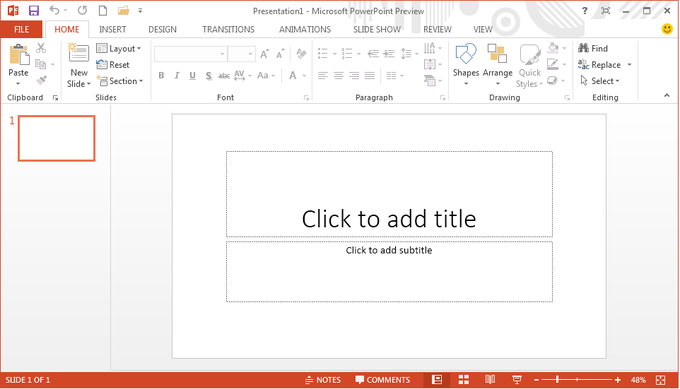 Presentation1 - Microsoft PowerPoint Preview
FILE HOME INSERT DESIGN TRANSITIONS ANIMATIONS SLIDE SHOW REVIEW VIEW
Paste
New Slide
Layout
Reset
Section
B I U S abc AV Aa A
Shapes
Arrange
Quick Styles
Find
Replace
Select
Clipboard Slides Font Paragraph Drawing Editing
1
Click to add title
Click to add subtitle
SLIDE 1 OF 1 NOTES COMMENTS 48%